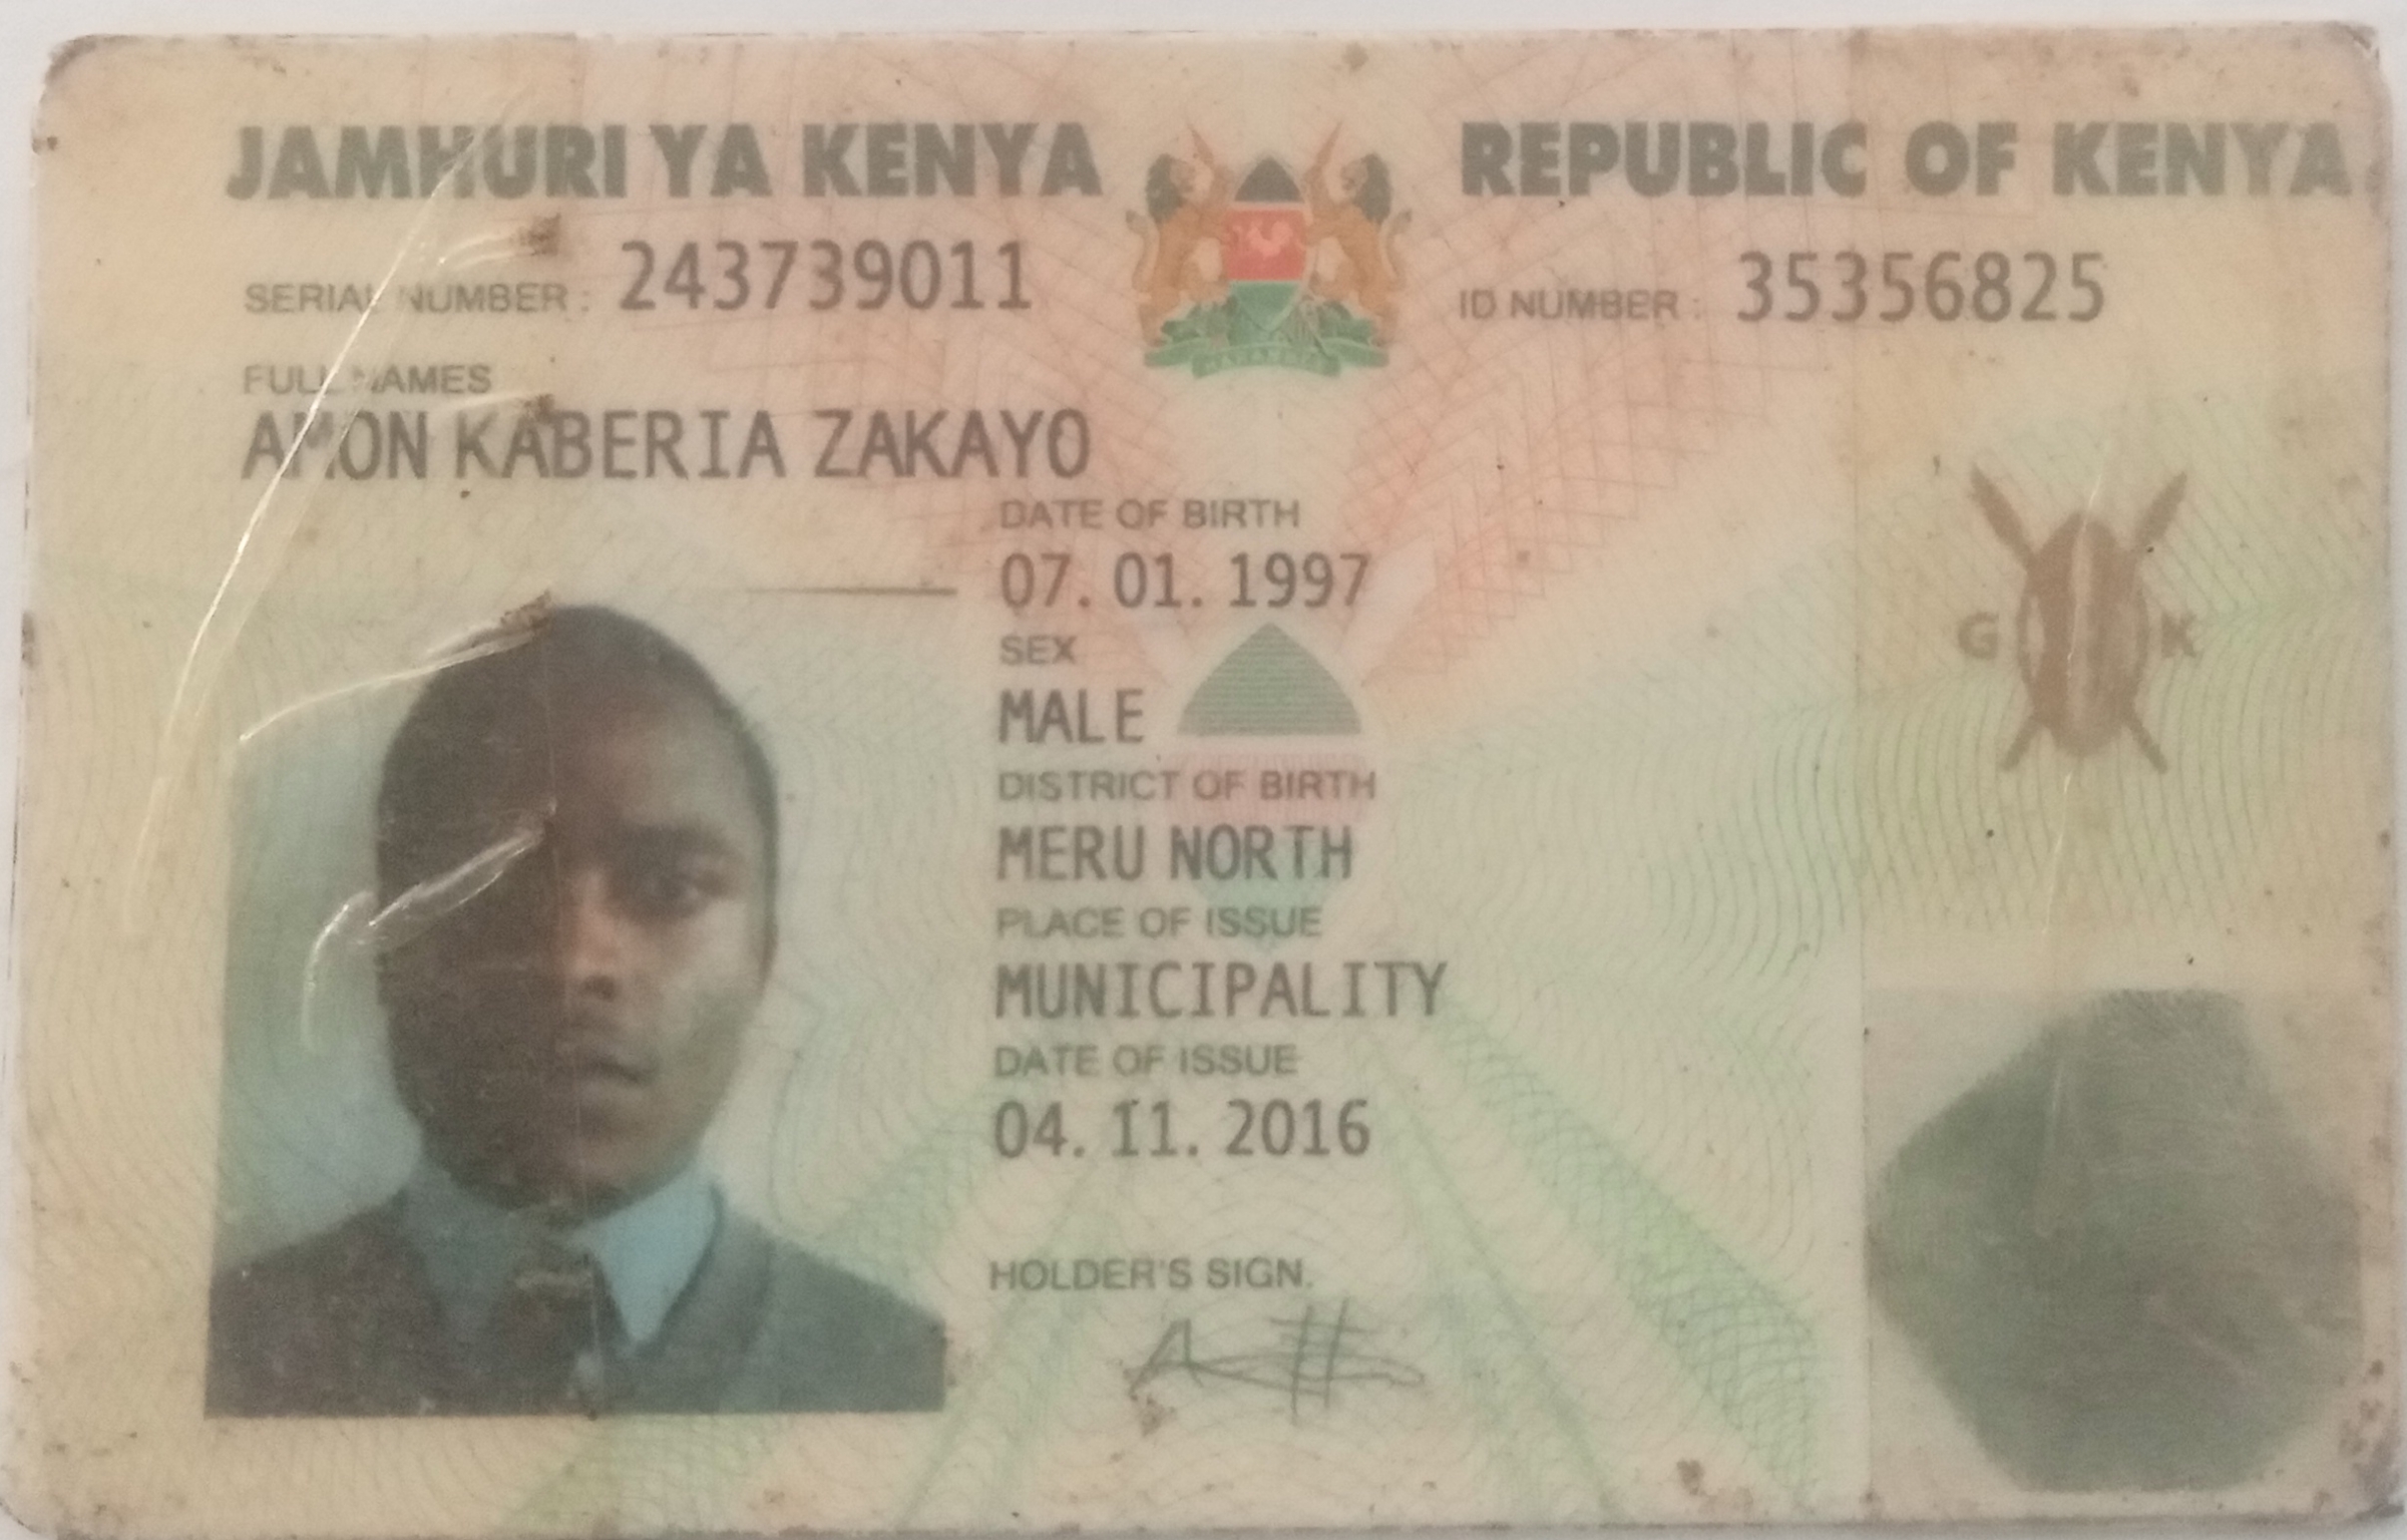 JAMHURI YA KENYA REPUBLIC OF KENYA
SERIAL NUMBER : 243739011 ID NUMBER : 35356825
FULL NAMES
AMON KABERIA ZAKAYO
DATE OF BIRTH
07. 01. 1997
SEX
MALE
G K
DISTRICT OF BIRTH
MERU NORTH
PLACE OF ISSUE
MUNICIPALITY
DATE OF ISSUE
04. 11. 2016
HOLDER'S SIGN.